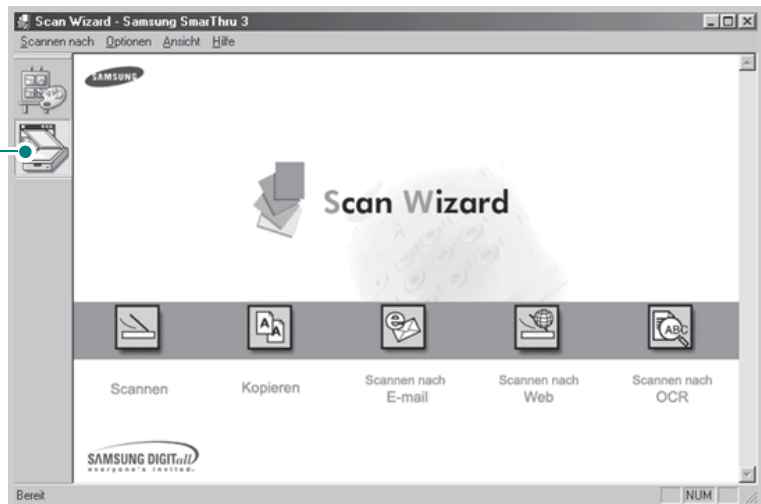 Scan Wizard - Samsung SmarThru 3
Scannen nach Optionen Ansicht Hilfe
SAMSUNG
Scan Wizard
A A
e
ABC
Scannen
Kopieren
Scannen nach
E-mail
Scannen nach
Web
Scannen nach
OCR
SAMSUNG DIGITall
everyone's invited.
Bereit
NUM